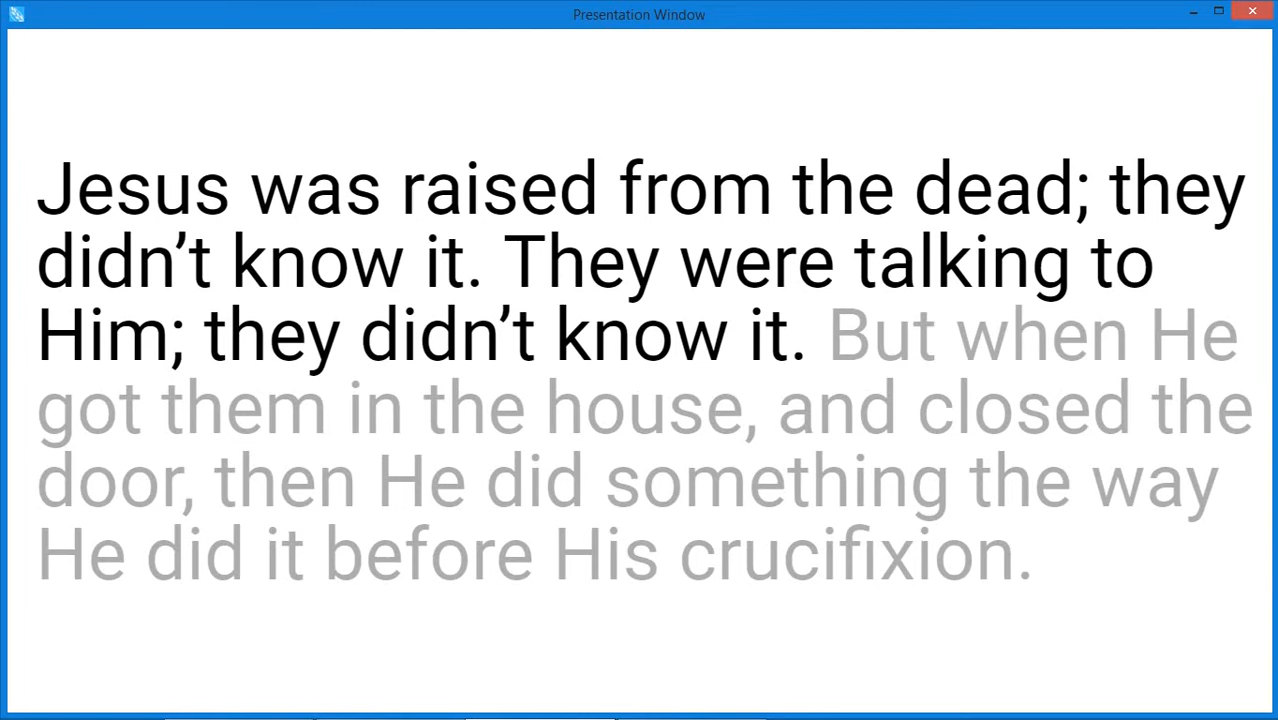 Presentation Window
Jesus was raised from the dead; they
didn’t know it. They were talking to
Him; they didn’t know it. But when He
got them in the house, and closed the
door, then He did something the way
He did it before His crucifixion.